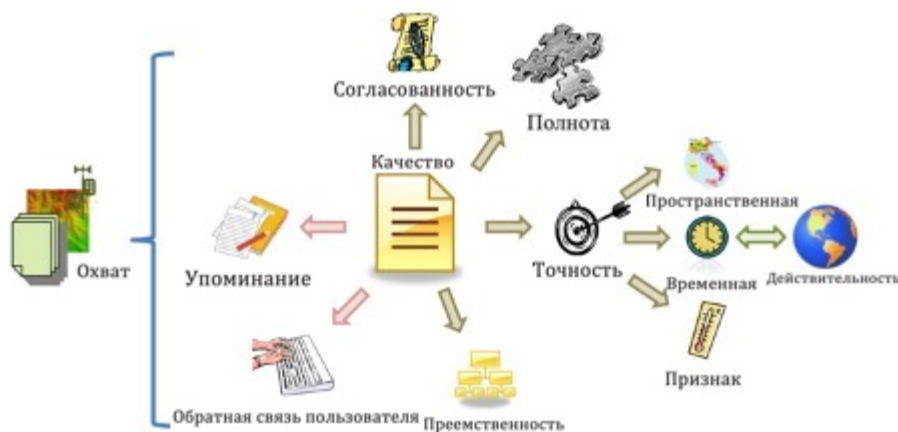 Согласованность
Полнота
Качество
Пространственная
Охват
Упоминание
Точность
Временная
Действительность
Признак
Обратная связь пользователя
Преемственность